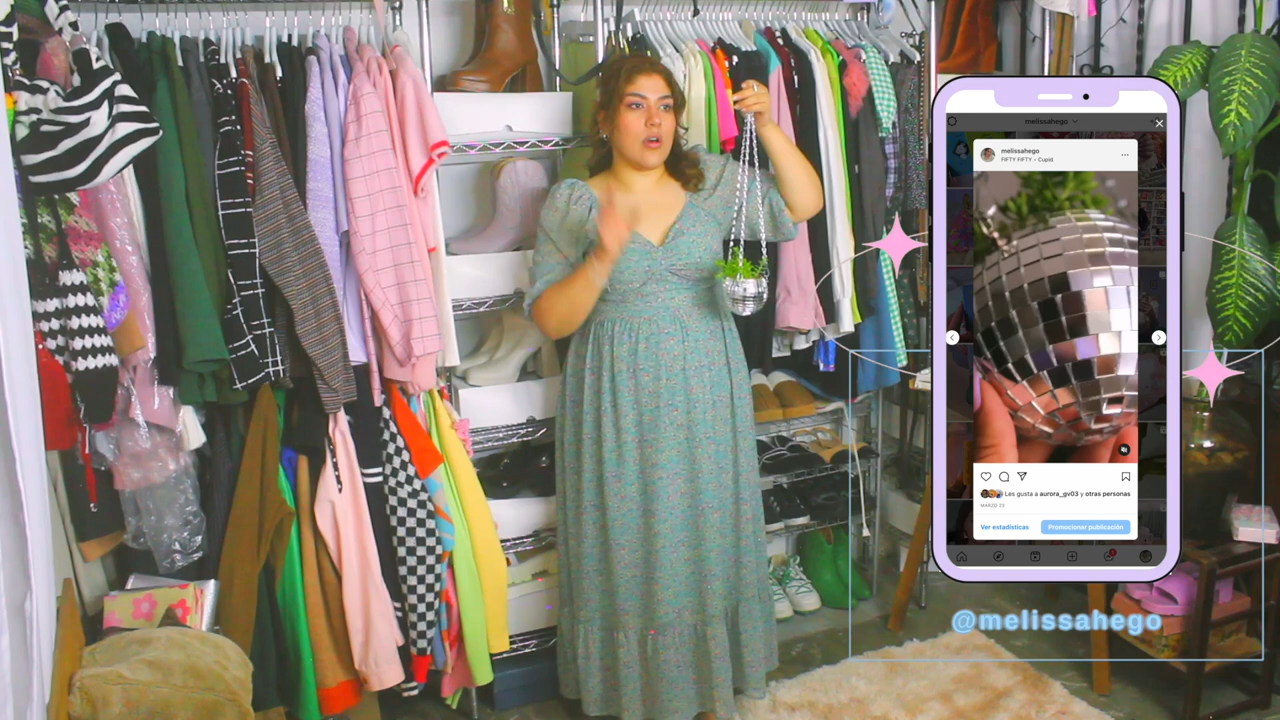 melissahego
melissahego
FIFTY FIFTY - Cupid
Les gusta a aurora_gv03 y otras personas
MARZO 23
Ver estadísticas
Promocionar publicación
@melissahego